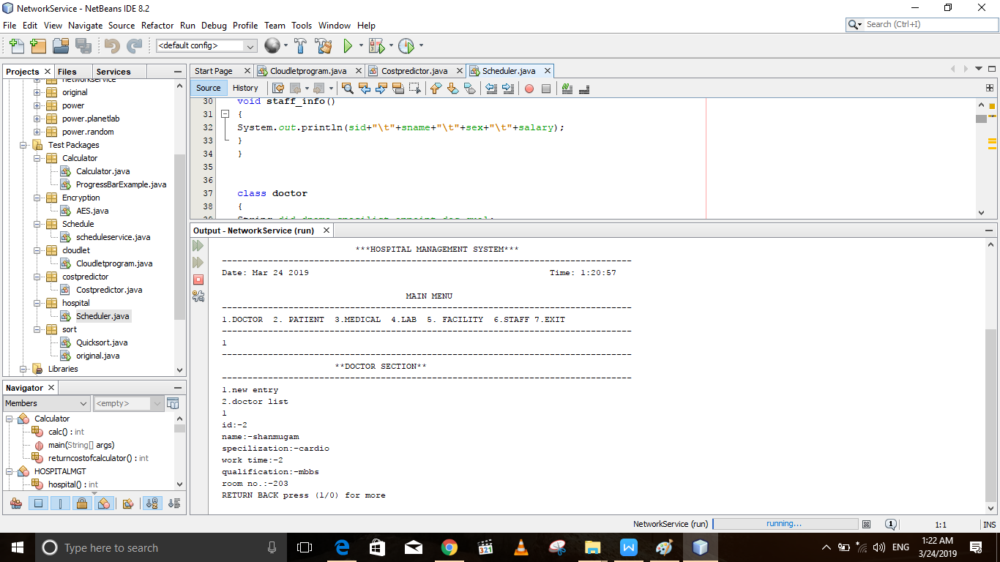 NetworkService - NetBeans IDE 8.2
File Edit View Navigate Source Refactor Run Debug Profile Team Tools Window Help
Search (Ctrl+I)
<default config>
Projects Files Services
networkService
original
power
power.planetlab
power.random
Test Packages
Calculator
Calculator.java
ProgressBarExample.java
Encryption
AES.java
Schedule
scheduleservice.java
cloudlet
Cloudletprogram.java
costpredictor
Costpredictor.java
hospital
Scheduler.java
sort
Quicksort.java
original.java
Libraries
Navigator
Members <empty>
Calculator
calc() : int
main(String[] args)
returncostofcalculator() : int
HOSPITALMGT
hospital() : int
Start Page Cloudletprogram.java Costpredictor.java Scheduler.java
Source History
30 void staff_info()
31 {
32 System.out.println(sid+"\t"+sname+"\t"+sex+"\t"+salary);
33 }
34 }
35
36
37 class doctor
38 {
39 String did,dname,specilist,appoint,doc_qual;
Output - NetworkService (run)
***HOSPITAL MANAGEMENT SYSTEM***
--------------------------------------------------------------------------------
Date: Mar 24 2019 Time: 1:20:57
MAIN MENU
--------------------------------------------------------------------------------
1.DOCTOR 2. PATIENT 3.MEDICAL 4.LAB 5. FACILITY 6.STAFF 7.EXIT
--------------------------------------------------------------------------------
1
--------------------------------------------------------------------------------
**DOCTOR SECTION**
--------------------------------------------------------------------------------
1.new entry
2.doctor list
1
id:-2
name:-shanmugam
specilization:-cardio
work time:-2
qualification:-mbbs
room no.:-203
RETURN BACK press (1/0) for more
NetworkService (run) running... 1 1:1 INS
Type here to search
321
W
ENG
1:22 AM
3/24/2019